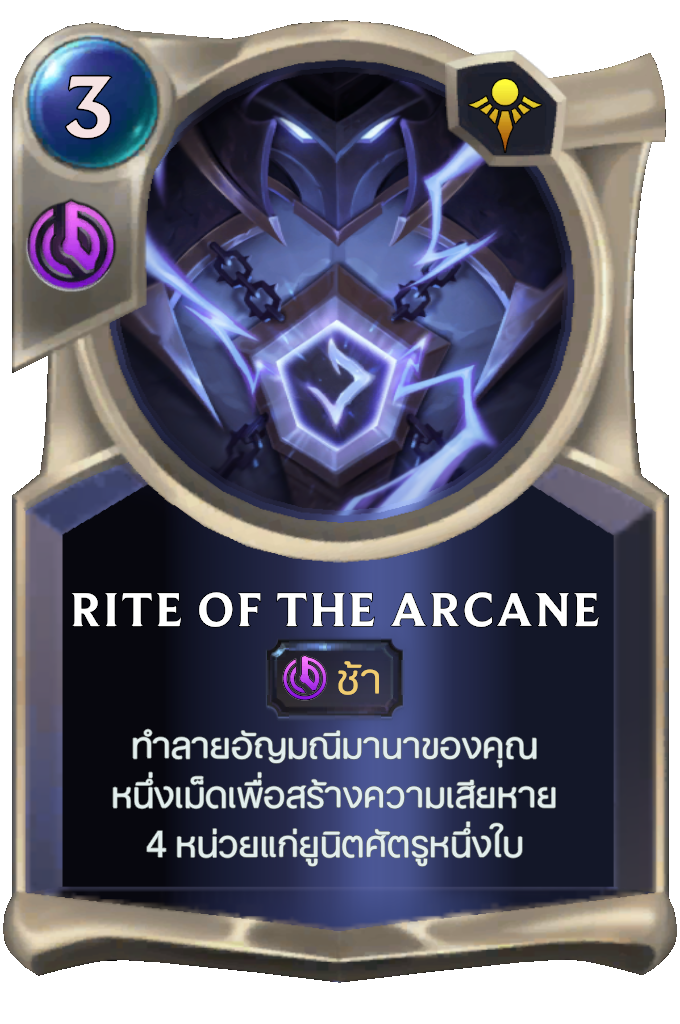 3
RITE OF THE ARCANE
ช้า
ทำลายอัญมณีมานาของคุณ
หนึ่งเม็ดเพื่อสร้างความเสียหาย
4 หน่วยแก่ยูนิตศัตรูหนึ่งใบ